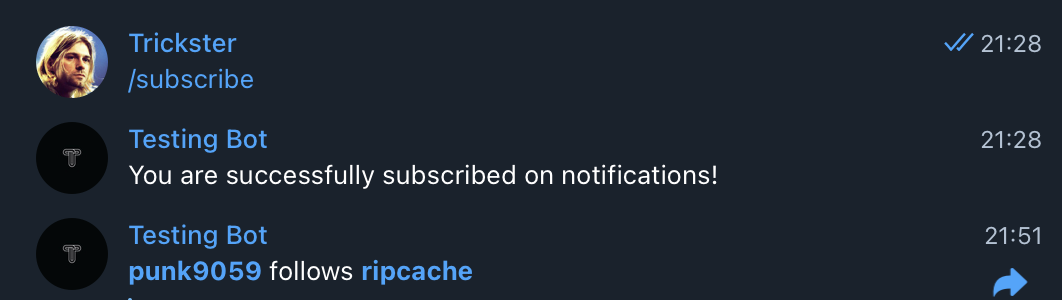 Trickster 21:28
/subscribe
Testing Bot 21:28
You are successfully subscribed on notifications!
Testing Bot 21:51
punk9059 follows ripcache